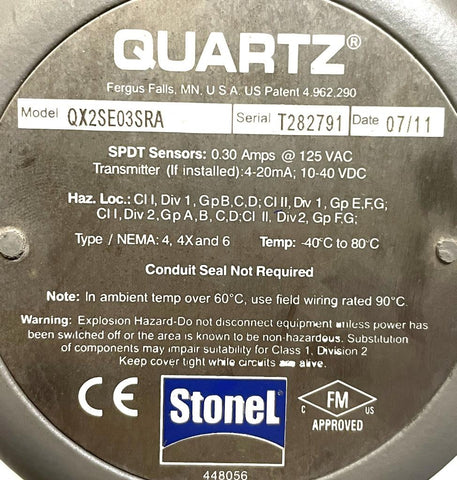 QUARTZ®
Fergus Falls, MN, U S A. US Patent 4,962,290
Model QX2SE03SRA Serial T282791 Date 07/11
SPDT Sensors: 0.30 Amps @ 125 VAC
Transmitter (If installed):4-20mA; 10-40 VDC
Haz. Loc.: Cl I, Div 1, GpB,C,D; Cl II, Div 1, Gp E,F,G;
Cl I, Div 2, Gp A, B, C,D;Cl II, Div2, Gp F,G;
Type / NEMA: 4, 4X and 6 Temp: -40°C to 80°C
Conduit Seal Not Required
Note: In ambient temp over 60°C, use field wiring rated 90°C.
Warning: Explosion Hazard-Do not disconnect equipment unless power has
been switched off or the area is known to be non-hazardous. Substitution
of components may impair suitability for Class 1, Division 2
Keep cover tight while circuits are alive.
CE
StoneL
C FM US
APPROVED
448056